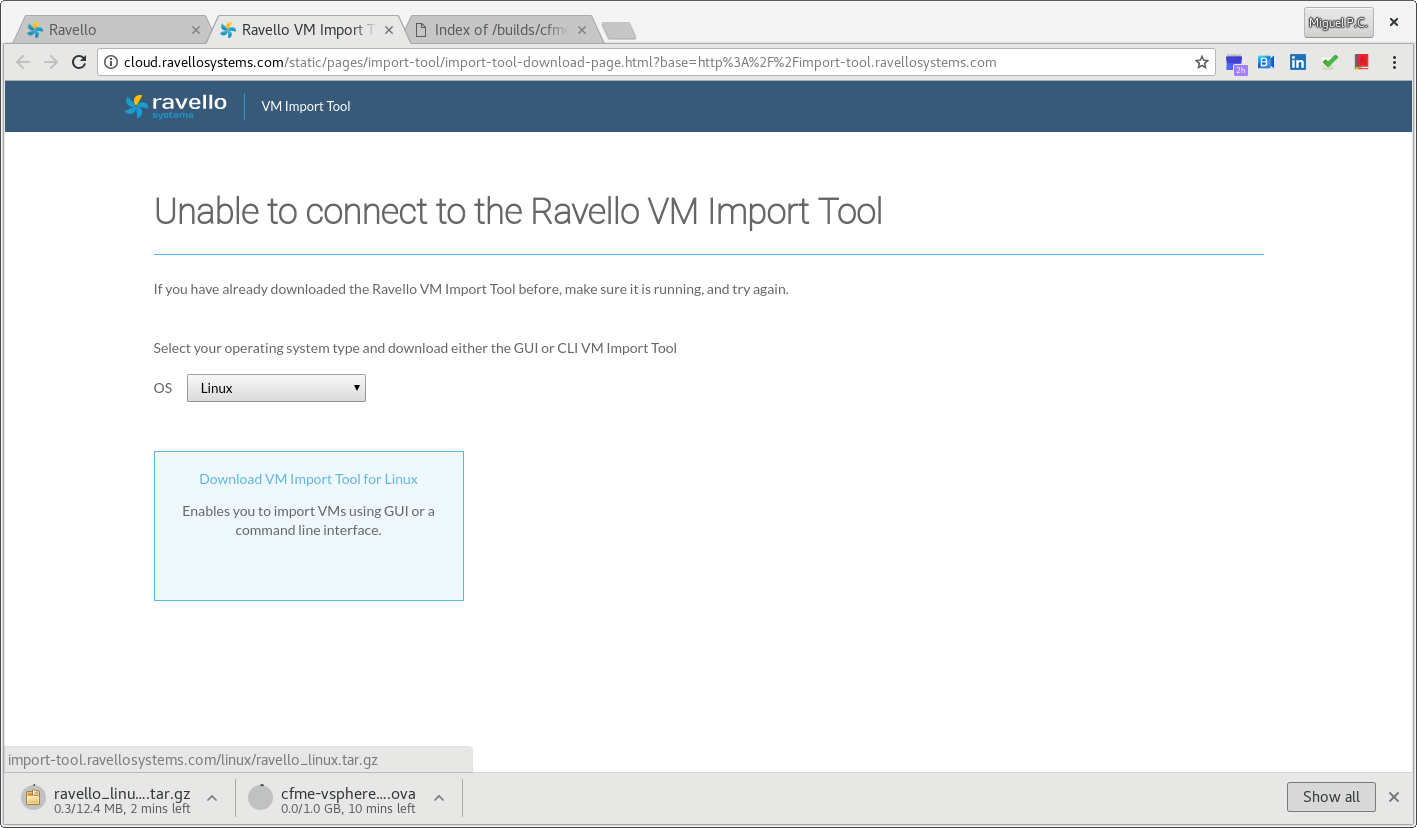 Ravello
Ravello VM Import T
Index of /builds/cfme
Miguel P.C.
cloud.ravellosystems.com/static/pages/import-tool/import-tool-download-page.html?base=http%3A%2F%2Fimport-tool.ravellosystems.com
2h
B
in
ravello
systems
VM Import Tool
Unable to connect to the Ravello VM Import Tool
If you have already downloaded the Ravello VM Import Tool before, make sure it is running, and try again.
Select your operating system type and download either the GUI or CLI VM Import Tool
OS
Linux
Download VM Import Tool for Linux
Enables you to import VMs using GUI or a
command line interface.
import-tool.ravellosystems.com/linux/ravello_linux.tar.gz
ravello_linu....tar.gz
0.3/12.4 MB, 2 mins left
cfme-vsphere....ova
0.0/1.0 GB, 10 mins left
Show all